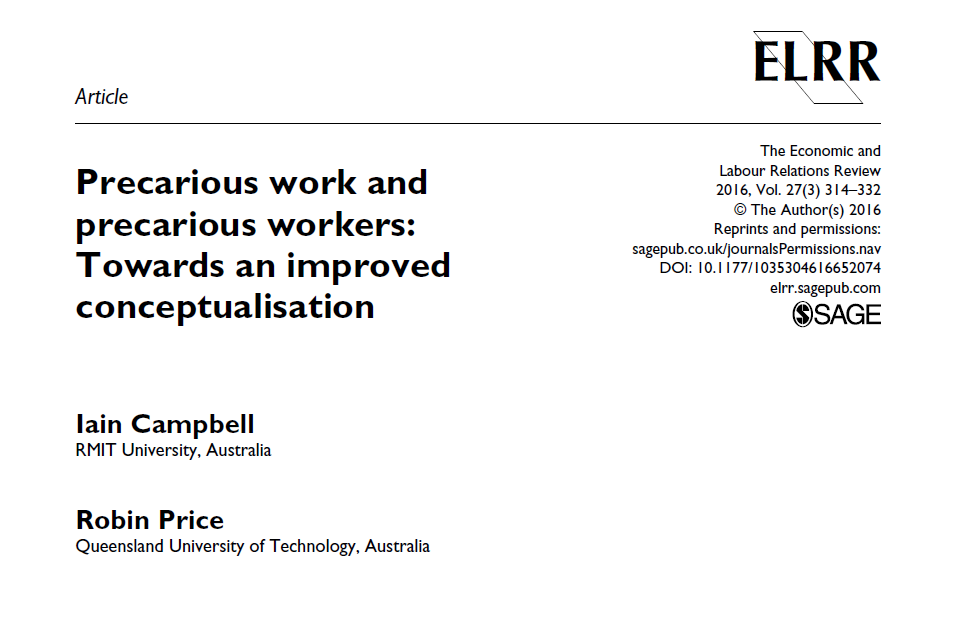 ELRR
Article
Precarious work and
precarious workers:
Towards an improved
conceptualisation
The Economic and
Labour Relations Review
2016, Vol. 27(3) 314–332
© The Author(s) 2016
Reprints and permissions:
sagepub.co.uk/journalsPermissions.nav
DOI: 10.1177/1035304616652074
elrr.sagepub.com
SAGE
Iain Campbell
RMIT University, Australia
Robin Price
Queensland University of Technology, Australia